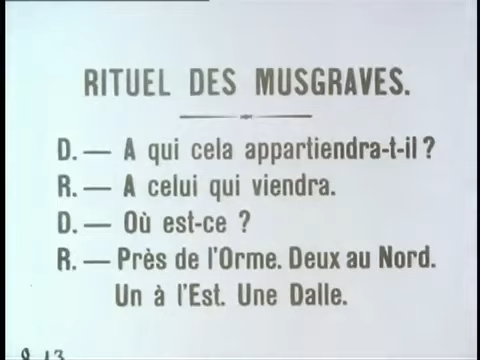 RITUEL DES MUSGRAVES.
D. — A qui cela appartiendra-t-il ?
R. — A celui qui viendra.
D. — Où est-ce ?
R. — Près de l'Orme. Deux au Nord.
Un à l'Est. Une Dalle.